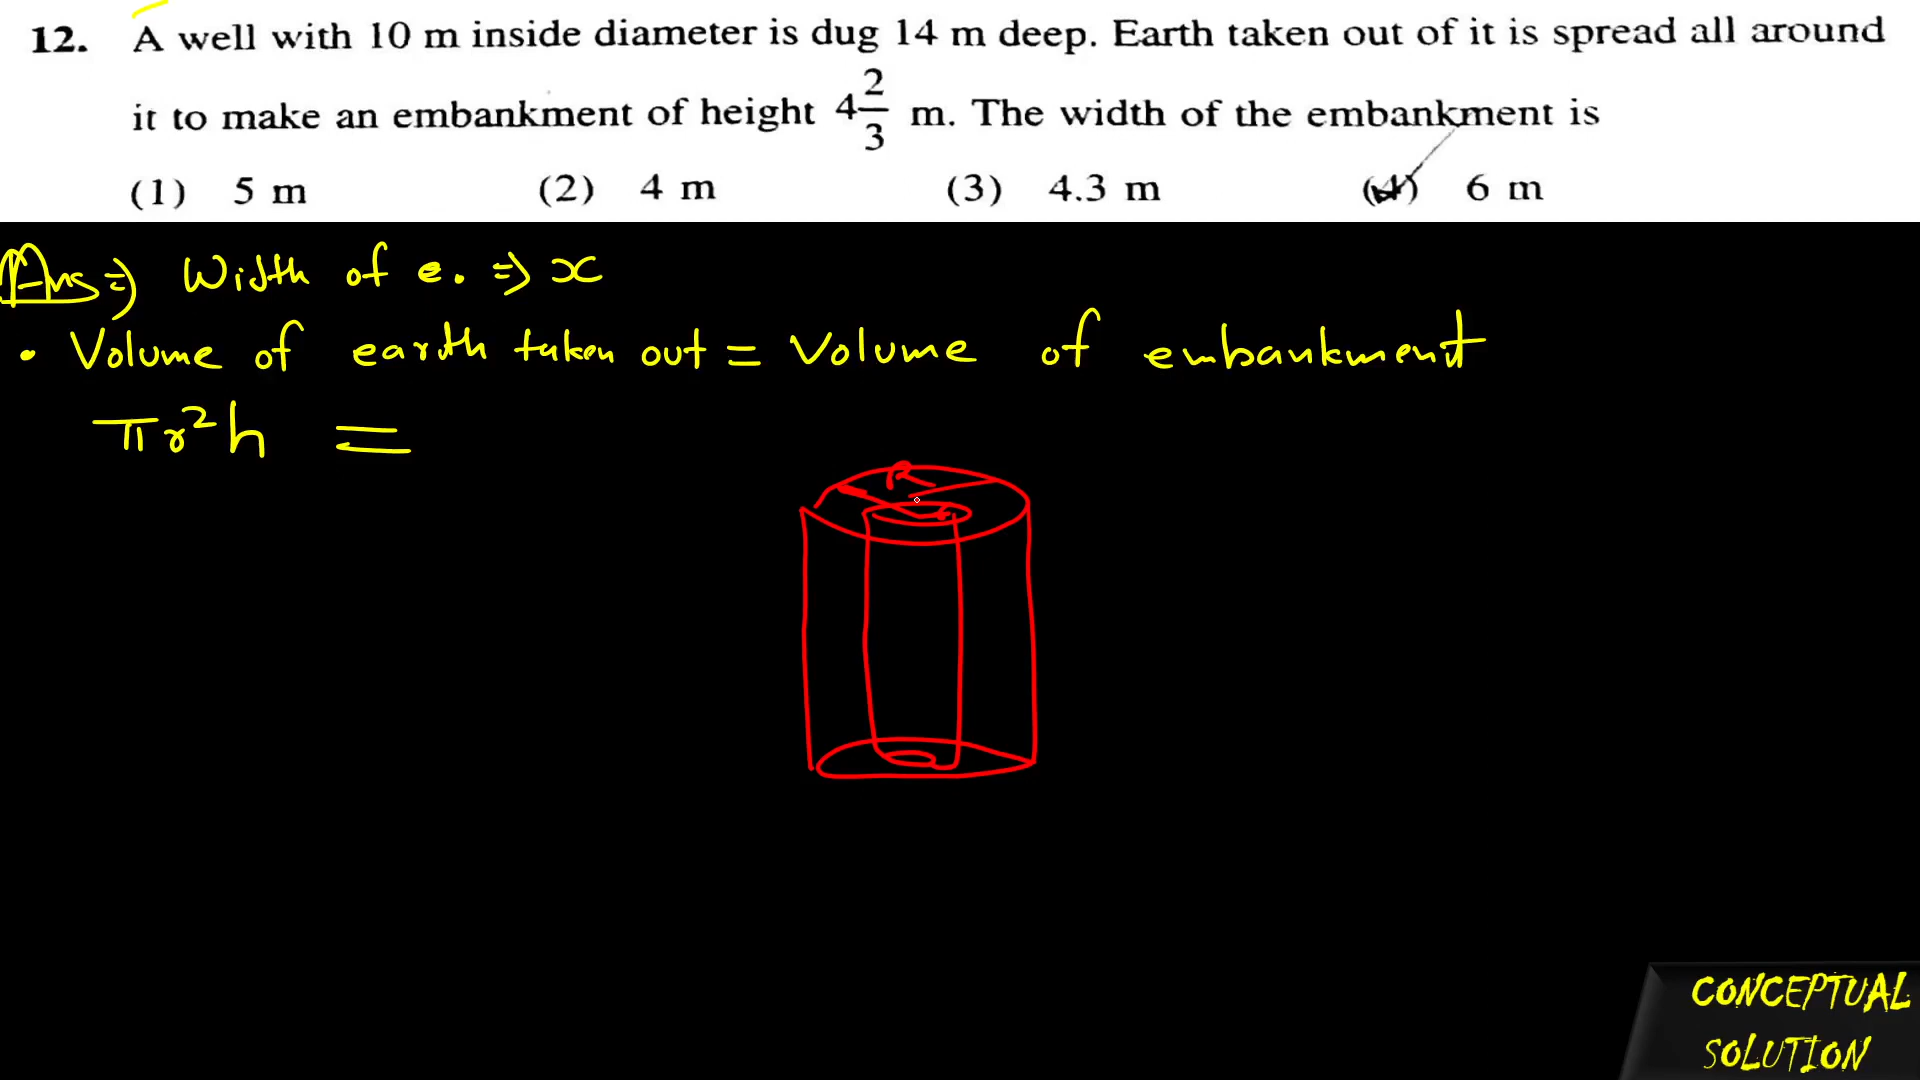 12. A well with 10 m inside diameter is dug 14 m deep. Earth taken out of it is spread all around
it to make an embankment of height 4 2/3 m. The width of the embankment is
(1) 5 m (2) 4 m (3) 4.3 m (4) 6 m
Ans => Width of e. => x
• Volume of earth taken out = Volume of embankment
πr²h =
R
CONCEPTUAL
SOLUTION